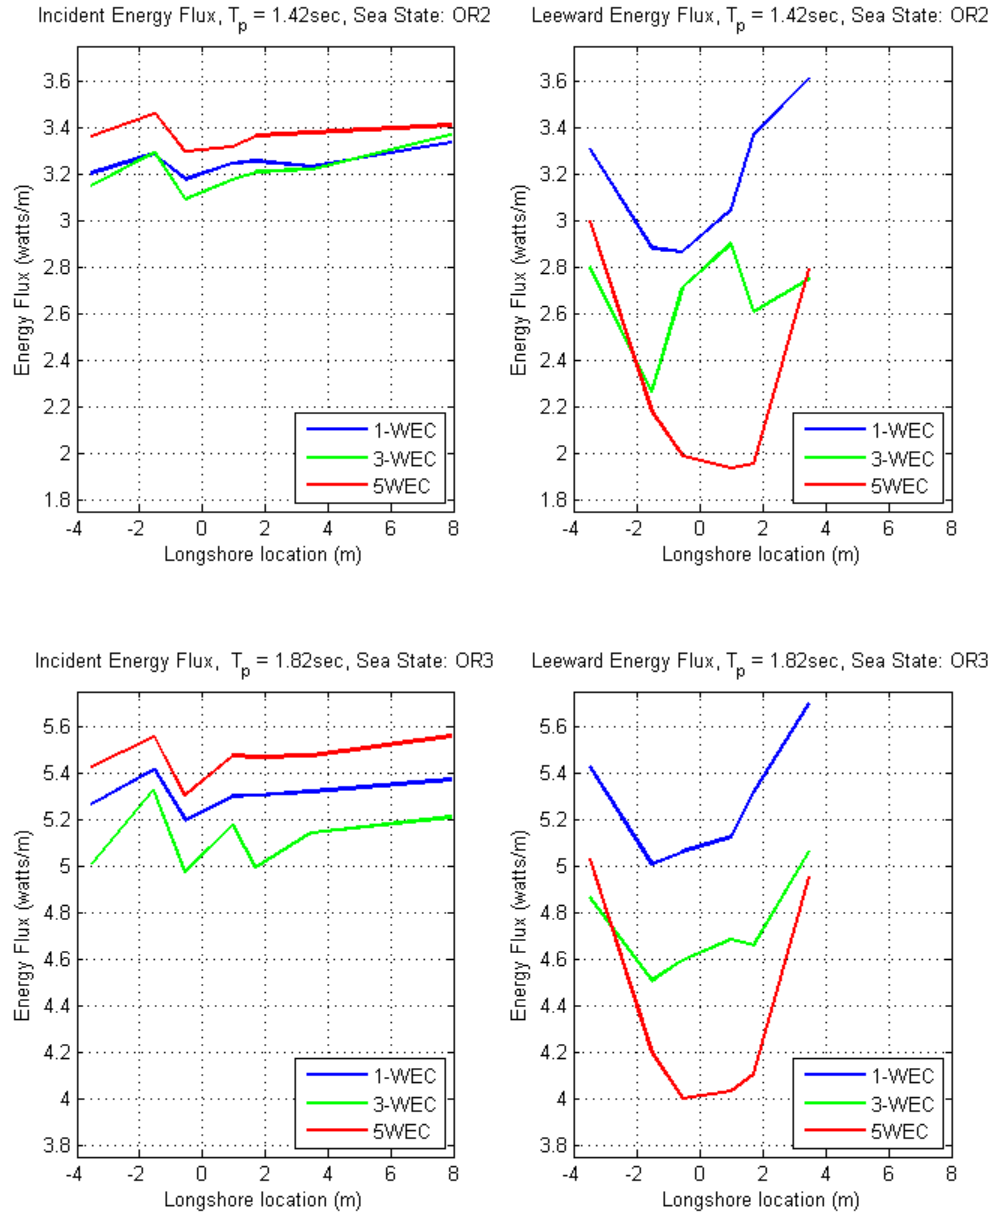 Incident Energy Flux, T_p = 1.42sec, Sea State: OR2
3.6
3.4
3.2
3
2.8
2.6
2.4
2.2
2
1.8
Energy Flux (watts/m)
1-WEC
3-WEC
5WEC
-4 -2 0 2 4 6 8
Longshore location (m)
Leeward Energy Flux, T_p = 1.42sec, Sea State: OR2
3.6
3.4
3.2
3
2.8
2.6
2.4
2.2
2
1.8
Energy Flux (watts/m)
1-WEC
3-WEC
5WEC
-4 -2 0 2 4 6 8
Longshore location (m)
Incident Energy Flux, T_p = 1.82sec, Sea State: OR3
5.6
5.4
5.2
5
4.8
4.6
4.4
4.2
4
3.8
Energy Flux (watts/m)
1-WEC
3-WEC
5WEC
-4 -2 0 2 4 6 8
Longshore location (m)
Leeward Energy Flux, T_p = 1.82sec, Sea State: OR3
5.6
5.4
5.2
5
4.8
4.6
4.4
4.2
4
3.8
Energy Flux (watts/m)
1-WEC
3-WEC
5WEC
-4 -2 0 2 4 6 8
Longshore location (m)